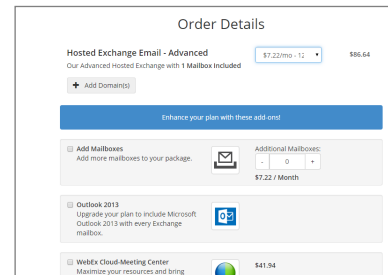 Order Details
Hosted Exchange Email - Advanced
$7.22/mo - 12
$86.64
Our Advanced Hosted Exchange with 1 Mailbox Included
+ Add Domain(s)
Enhance your plan with these add-ons!
Add Mailboxes
Additional Mailboxes:
Add more mailboxes to your package.
- 0 +
$7.22 / Month
Outlook 2013
Upgrade your plan to include Microsoft
Outlook 2013 with every Exchange
mailbox.
WebEx Cloud-Meeting Center
$41.94
Maximize your resources and bring